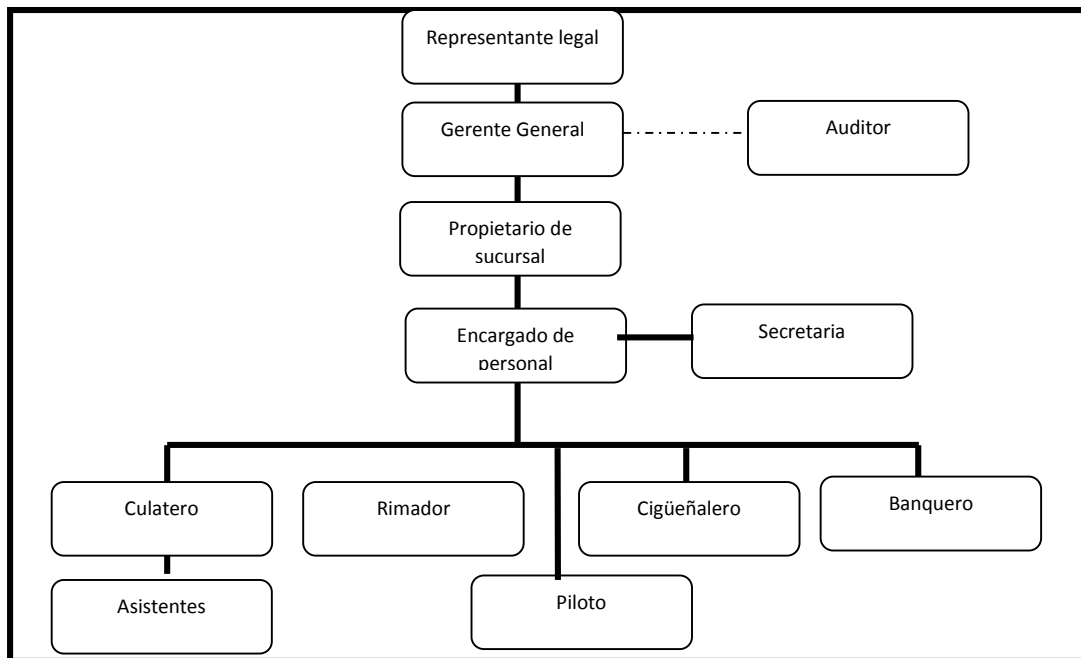 Representante legal
Gerente General
Auditor
Propietario de
sucursal
Encargado de
personal
Secretaria
Culatero
Rimador
Cigüeñalero
Banquero
Asistentes
Piloto